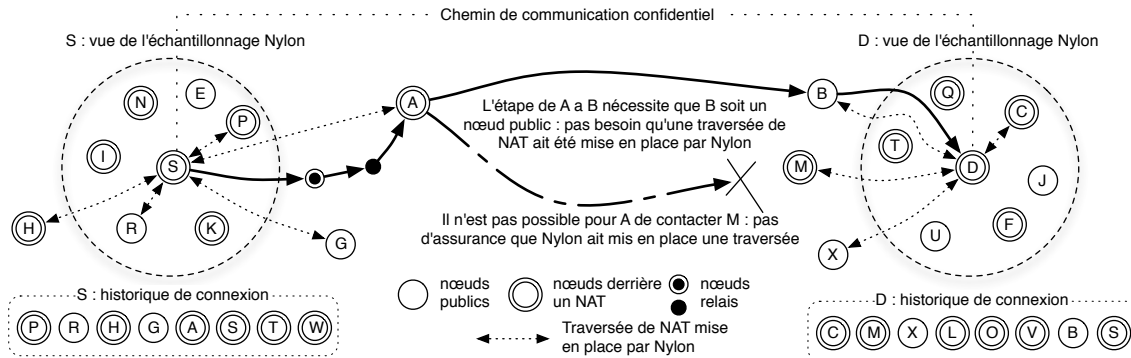 Chemin de communication confidentiel
S : vue de l'échantillonnage Nylon
D : vue de l'échantillonnage Nylon
N
E
P
I
S
H
R
K
G
A
L'étape de A a B nécessite que B soit un
nœud public : pas besoin qu'une traversée de
NAT ait été mise en place par Nylon
Il n'est pas possible pour A de contacter M : pas
d'assurance que Nylon ait mis en place une traversée
B
Q
C
T
M
D
J
F
U
X
nœuds
publics
nœuds derrière
un NAT
nœuds
relais
Traversée de NAT mise
en place par Nylon
S : historique de connexion
P R H G A S T W
D : historique de connexion
C M X L O V B S